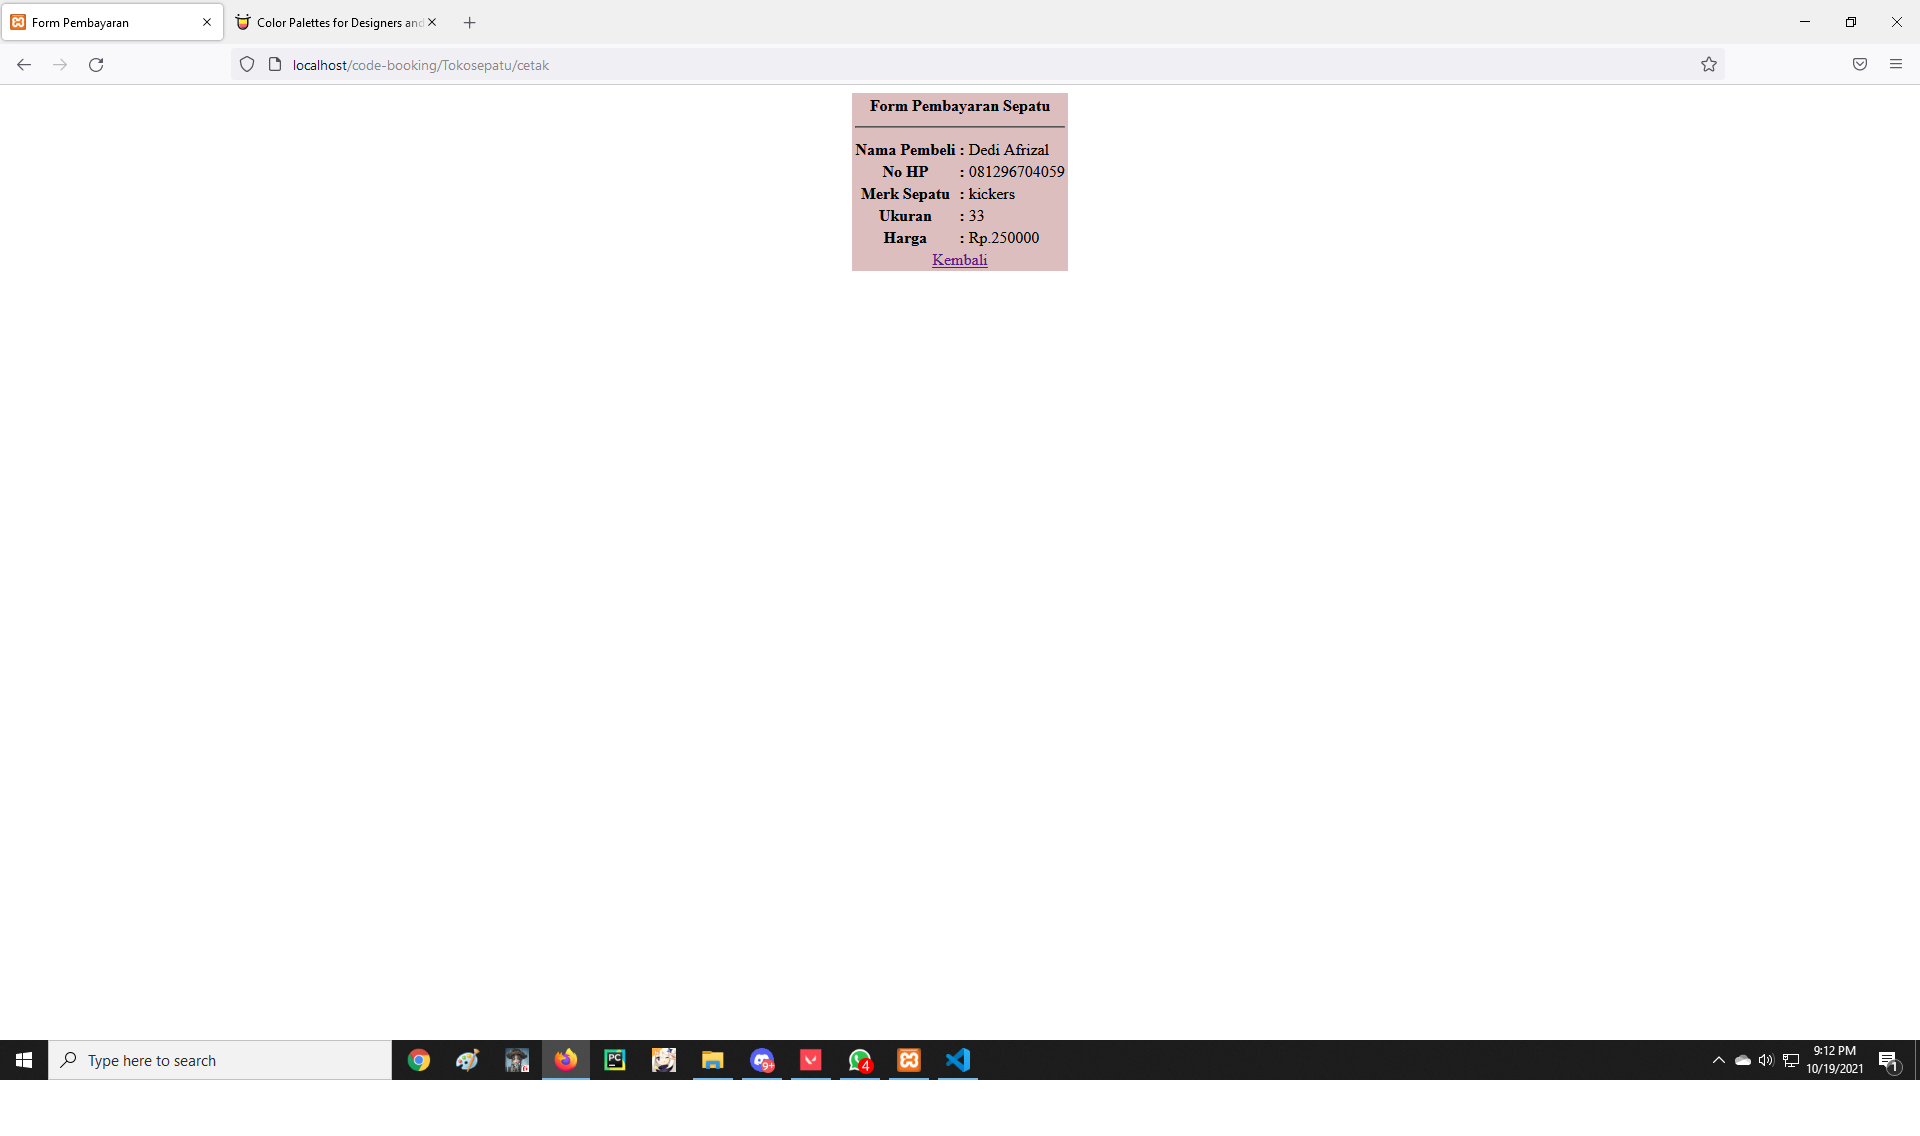 Form Pembayaran
Color Palettes for Designers and
localhost/code-booking/Tokosepatu/cetak
Form Pembayaran Sepatu
Nama Pembeli : Dedi Afrizal
No HP : 081296704059
Merk Sepatu : kickers
Ukuran : 33
Harga : Rp.250000
Kembali
Type here to search
PC
9+
4
9:12 PM
10/19/2021
1